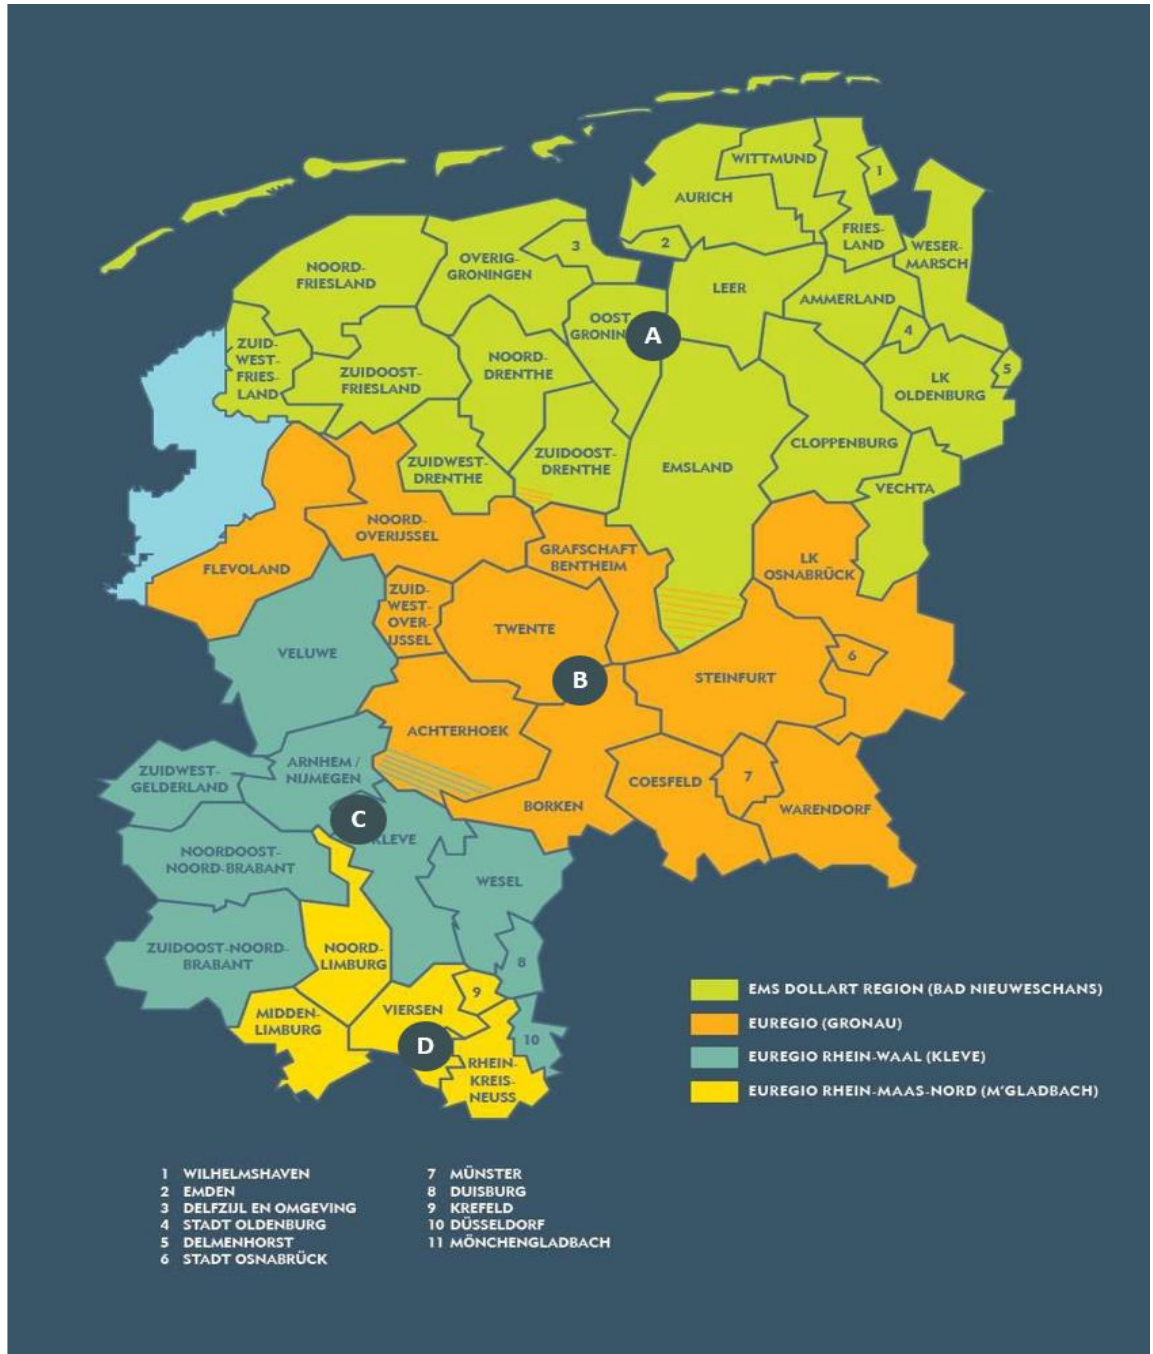 1
WITTMUND
AURICH
2
3
FRIES-
LAND
WESER-
MARSCH
OVERIG-
GRONINGEN
NOORD-
FRIESLAND
LEER
AMMERLAND
OOST
GRONIN
A
4
5
ZUID-
WEST-
FRIES-
LAND
ZUIDOOST-
FRIESLAND
NOORD-
DRENTHE
LK
OLDENBURG
CLOPPENBURG
ZUIDWEST-
DRENTHE
ZUIDOOST-
DRENTHE
EMSLAND
VECHTA
NOORD-
OVERIJSSEL
GRAFSCHAFT
BENTHEIM
LK
OSNABRÜCK
FLEVOLAND
ZUID-
WEST-
OVER-
IJSSEL
TWENTE
VELUWE
6
B
STEINFURT
ACHTERHOEK
ARNHEM /
NIJMEGEN
ZUIDWEST-
GELDERLAND
COESFELD
7
BORKEN
WARENDORF
C
KLEVE
NOORDOOST-
NOORD-BRABANT
WESEL
ZUIDOOST-NOORD-
BRABANT
NOORD-
LIMBURG
8
9
MIDDEN-
LIMBURG
VIERSEN
10
D
RHEIN-
KREIS-
NEUSS
EMS DOLLART REGION (BAD NIEUWESCHANS)
EUREGIO (GRONAU)
EUREGIO RHEIN-WAAL (KLEVE)
EUREGIO RHEIN-MAAS-NORD (M'GLADBACH)
1 WILHELMSHAVEN
2 EMDEN
3 DELFZIJL EN OMGEVING
4 STADT OLDENBURG
5 DELMENHORST
6 STADT OSNABRÜCK
7 MÜNSTER
8 DUISBURG
9 KREFELD
10 DÜSSELDORF
11 MÖNCHENGLADBACH